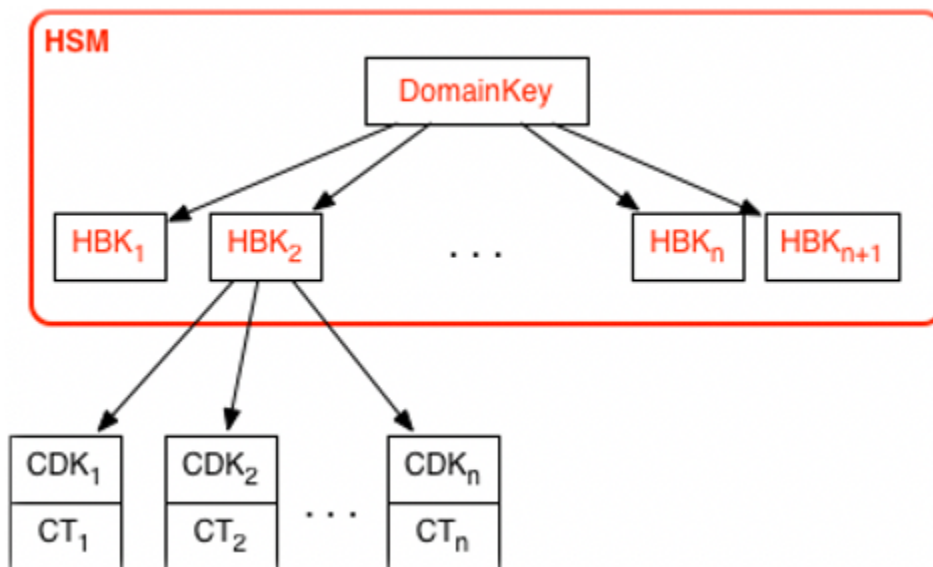 HSM
DomainKey
HBK₁ HBK₂ . . . HBKₙ HBKₙ₊₁
CDK₁ CDK₂ . . . CDKₙ
CT₁ CT₂ CTₙ